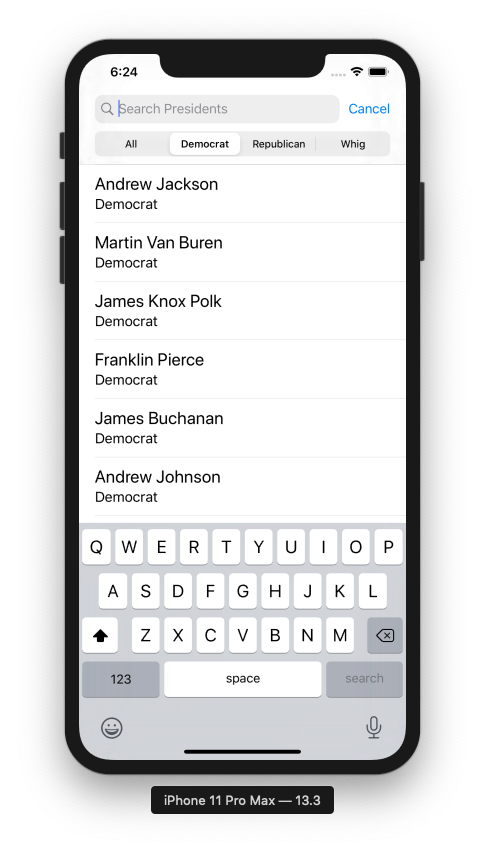 6:24
Search Presidents
Cancel
All Democrat Republican Whig
Andrew Jackson
Democrat
Martin Van Buren
Democrat
James Knox Polk
Democrat
Franklin Pierce
Democrat
James Buchanan
Democrat
Andrew Johnson
Democrat
Q W E R T Y U I O P
A S D F G H J K L
Z X C V B N M
123 space search
iPhone 11 Pro Max — 13.3